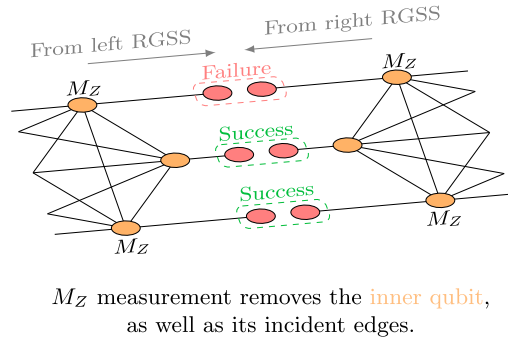 From left RGSS
From right RGSS
Failure
M_Z
M_Z
Success
Success
M_Z
M_Z
M_Z measurement removes the inner qubit,
as well as its incident edges.